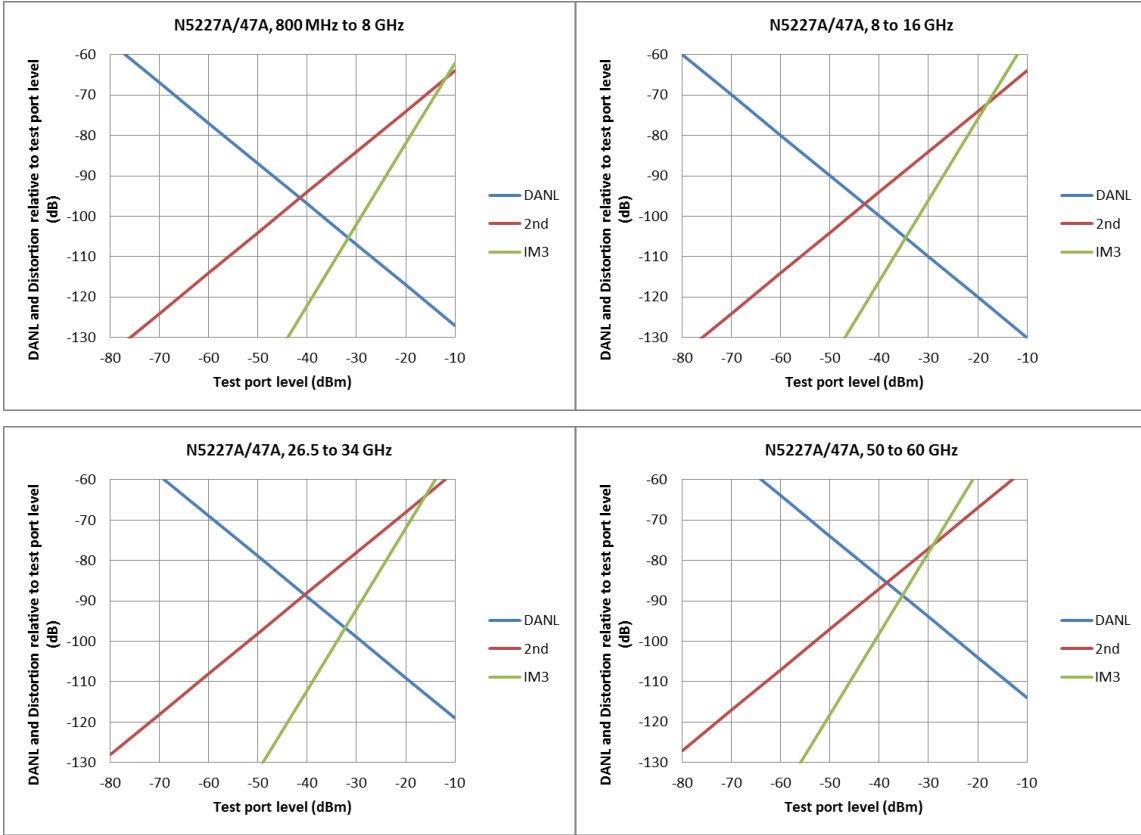 N5227A/47A, 800 MHz to 8 GHz
DANL and Distortion relative to test port level
(dB)
-60
-70
-80
-90
-100
-110
-120
-130
-80 -70 -60 -50 -40 -30 -20 -10
Test port level (dBm)
DANL
2nd
IM3
N5227A/47A, 8 to 16 GHz
DANL and Distortion relative to test port level
(dB)
-60
-70
-80
-90
-100
-110
-120
-130
-80 -70 -60 -50 -40 -30 -20 -10
Test port level (dBm)
DANL
2nd
IM3
N5227A/47A, 26.5 to 34 GHz
DANL and Distortion relative to test port level
(dB)
-60
-70
-80
-90
-100
-110
-120
-130
-80 -70 -60 -50 -40 -30 -20 -10
Test port level (dBm)
DANL
2nd
IM3
N5227A/47A, 50 to 60 GHz
DANL and Distortion relative to test port level
(dB)
-60
-70
-80
-90
-100
-110
-120
-130
-80 -70 -60 -50 -40 -30 -20 -10
Test port level (dBm)
DANL
2nd
IM3